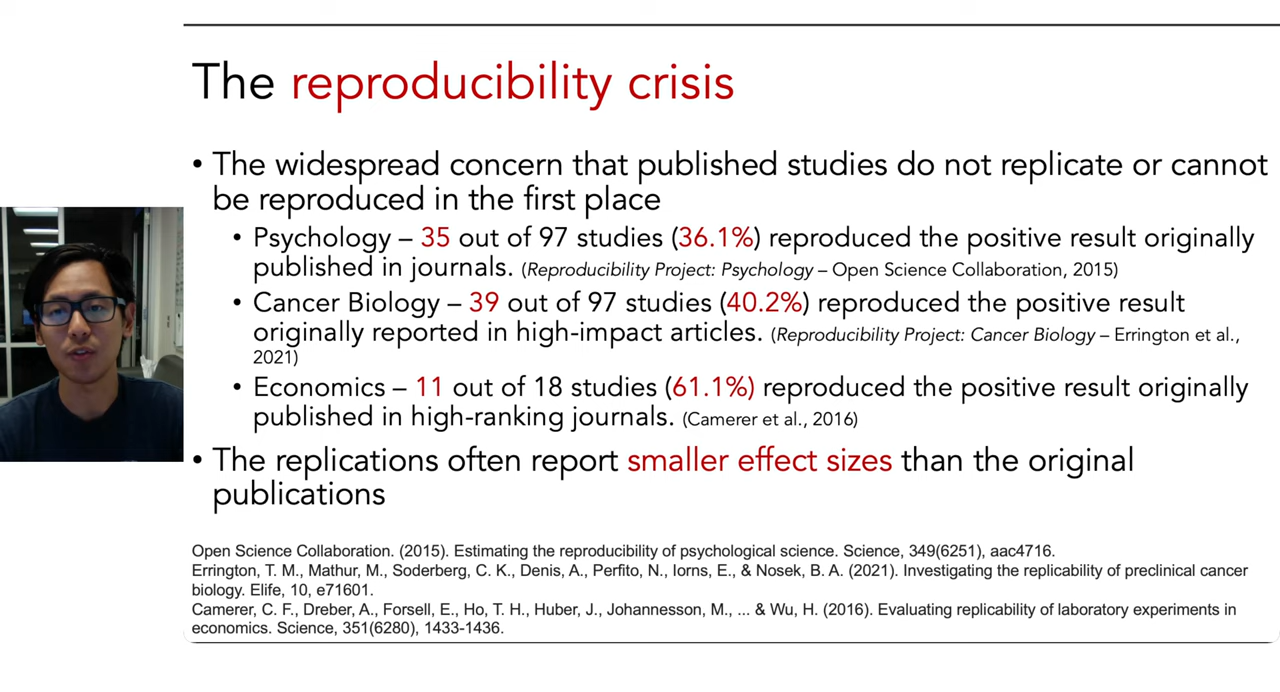 The reproducibility crisis
• The widespread concern that published studies do not replicate or cannot
be reproduced in the first place
• Psychology – 35 out of 97 studies (36.1%) reproduced the positive result originally
published in journals. (Reproducibility Project: Psychology – Open Science Collaboration, 2015)
• Cancer Biology – 39 out of 97 studies (40.2%) reproduced the positive result
originally reported in high-impact articles. (Reproducibility Project: Cancer Biology – Errington et al.,
2021)
• Economics – 11 out of 18 studies (61.1%) reproduced the positive result originally
published in high-ranking journals. (Camerer et al., 2016)
• The replications often report smaller effect sizes than the original
publications
Open Science Collaboration. (2015). Estimating the reproducibility of psychological science. Science, 349(6251), aac4716.
Errington, T. M., Mathur, M., Soderberg, C. K., Denis, A., Perfito, N., Iorns, E., & Nosek, B. A. (2021). Investigating the replicability of preclinical cancer
biology. Elife, 10, e71601.
Camerer, C. F., Dreber, A., Forsell, E., Ho, T. H., Huber, J., Johannesson, M., ... & Wu, H. (2016). Evaluating replicability of laboratory experiments in
economics. Science, 351(6280), 1433-1436.